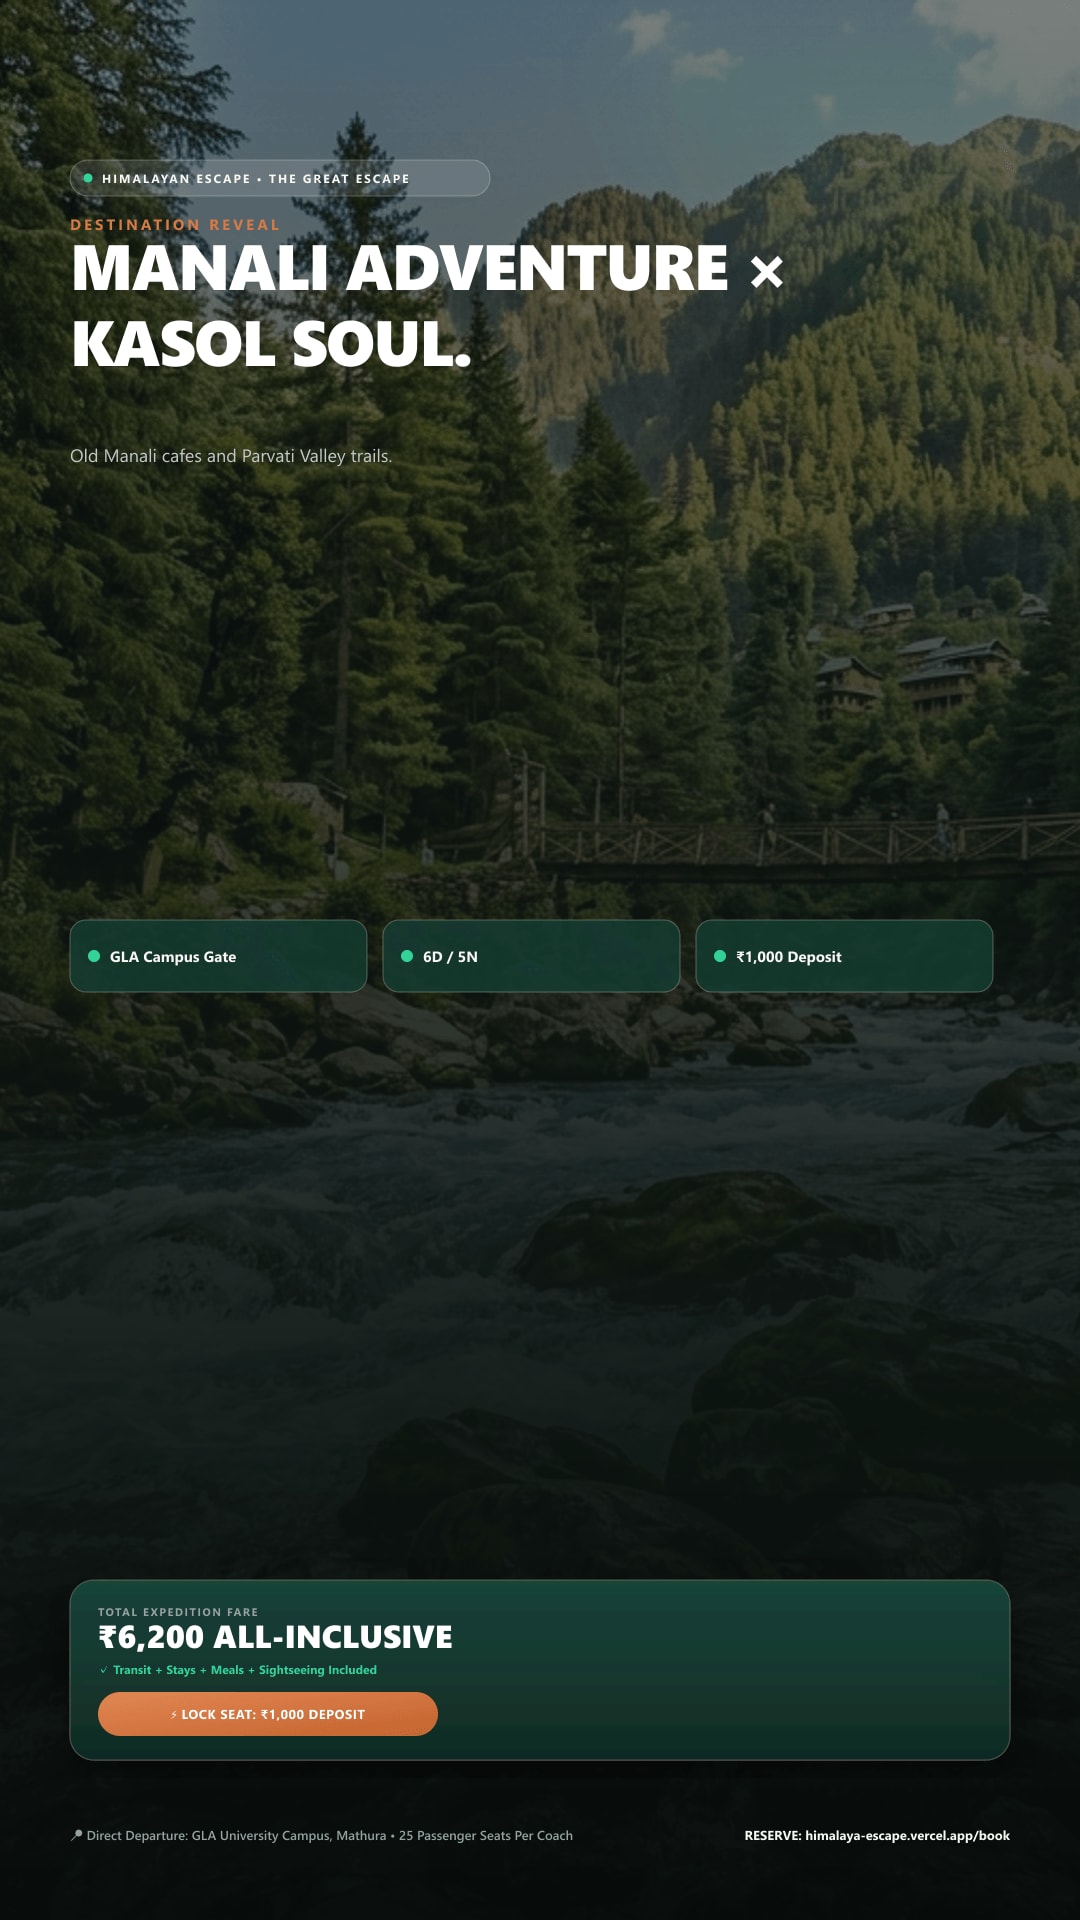 HIMALAYAN ESCAPE • THE GREAT ESCAPE
DESTINATION REVEAL
MANALI ADVENTURE ×
KASOL SOUL.
Old Manali cafes and Parvati Valley trails.
GLA Campus Gate
6D / 5N
₹1,000 Deposit
TOTAL EXPEDITION FARE
₹6,200 ALL-INCLUSIVE
✓ Transit + Stays + Meals + Sightseeing Included
⚡ LOCK SEAT: ₹1,000 DEPOSIT
📍 Direct Departure: GLA University Campus, Mathura • 25 Passenger Seats Per Coach
RESERVE: himalaya-escape.vercel.app/book